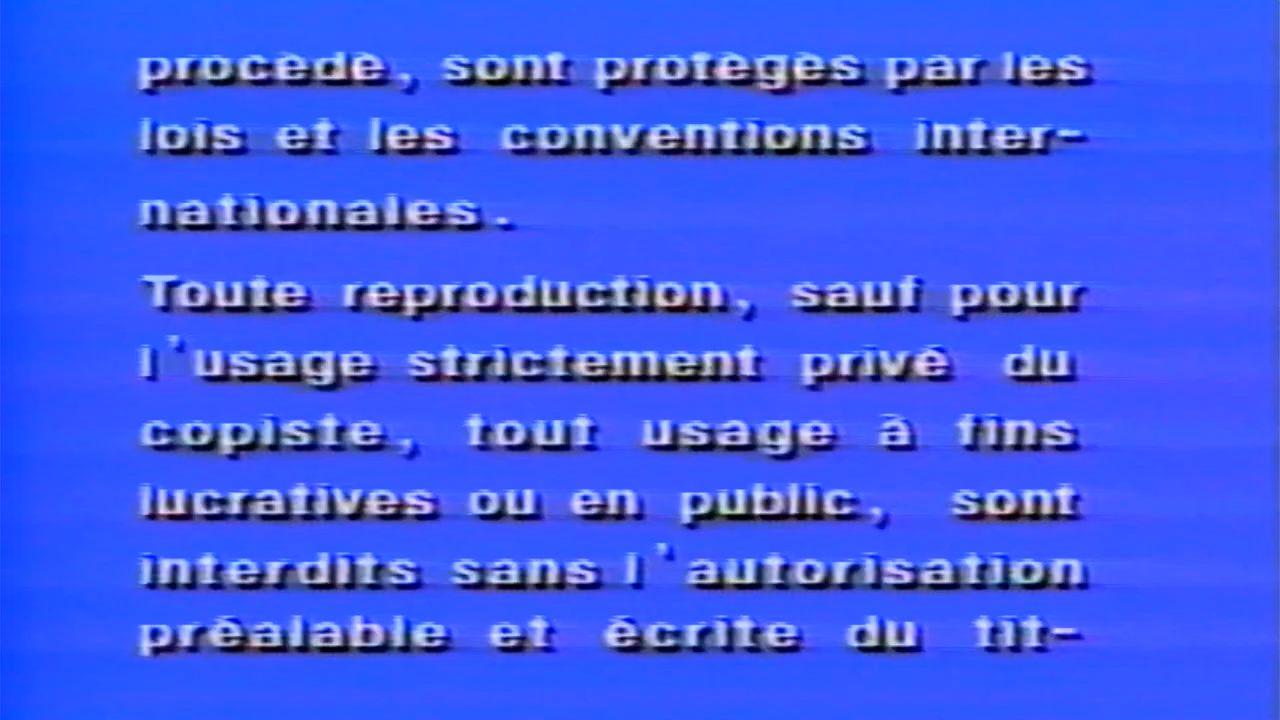 procédé, sont protégés par les
lois et les conventions inter-
nationales.
Toute reproduction, sauf pour
l'usage strictement privé du
copiste, tout usage à fins
lucratives ou en public, sont
interdits sans l'autorisation
préalable et écrite du tit-